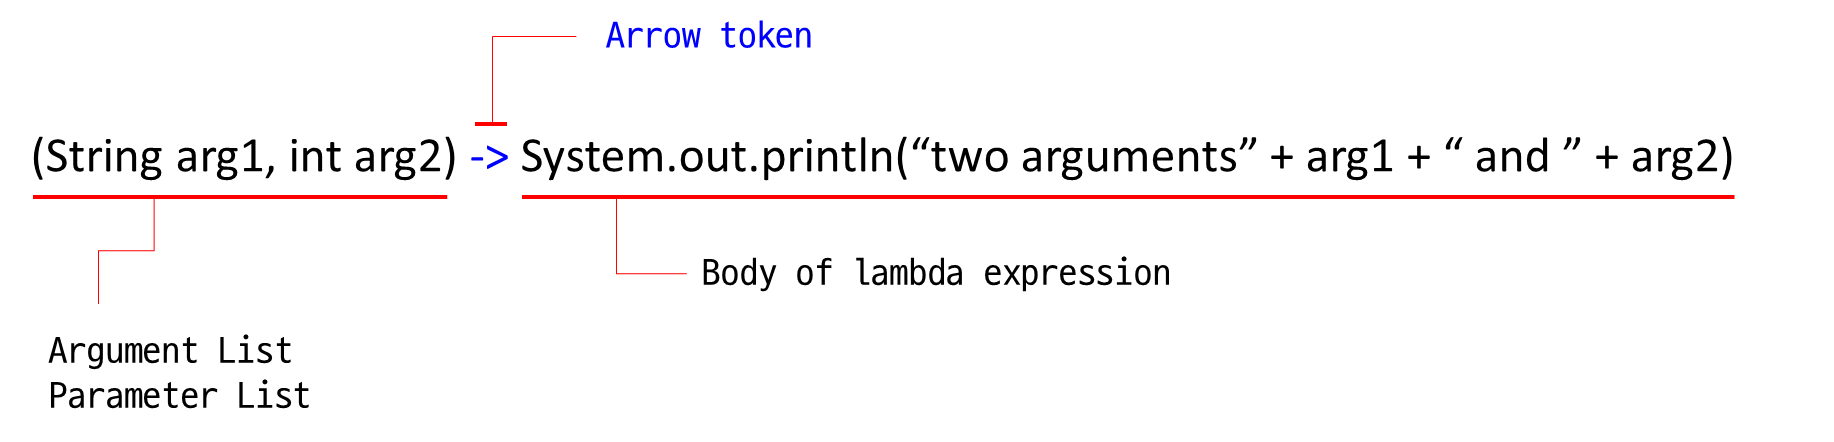 Arrow token
(String arg1, int arg2) -> System.out.println(“two arguments” + arg1 + “ and ” + arg2)
Body of lambda expression
Argument List
Parameter List